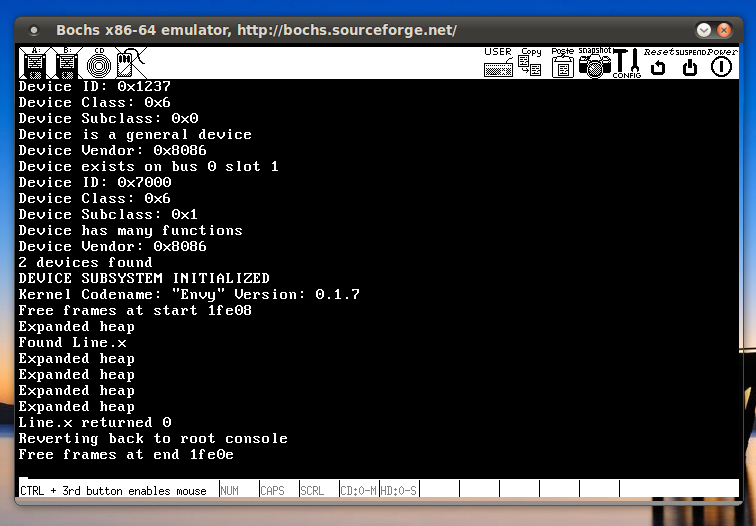 Bochs x86-64 emulator, http://bochs.sourceforge.net/
A: B: CD USER Copy Paste snapshot CONFIG Reset SUSPEND Power
Device ID: 0x1237
Device Class: 0x6
Device Subclass: 0x0
Device is a general device
Device Vendor: 0x8086
Device exists on bus 0 slot 1
Device ID: 0x7000
Device Class: 0x6
Device Subclass: 0x1
Device has many functions
Device Vendor: 0x8086
2 devices found
DEVICE SUBSYSTEM INITIALIZED
Kernel Codename: "Envy" Version: 0.1.7
Free frames at start 1fe08
Expanded heap
Found Line.x
Expanded heap
Expanded heap
Expanded heap
Expanded heap
Line.x returned 0
Reverting back to root console
Free frames at end 1fe0e
CTRL + 3rd button enables mouse NUM CAPS SCRL CD:0-M HD:0-S